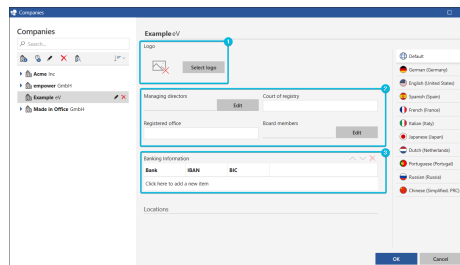 Companies
Companies
Search...
Acme Inc
empower GmbH
Example eV
Made in Office GmbH
Example eV
1
Logo
Select logo
2
Managing directors
Court of registry
Edit
Registered office
Board members
Edit
3
Banking Information
Bank IBAN BIC
Click here to add a new item
Locations
Default
German (Germany)
English (United States)
Spanish (Spain)
French (France)
Italian (Italy)
Japanese (Japan)
Dutch (Netherlands)
Portuguese (Portugal)
Russian (Russia)
Chinese (Simplified, PRC)
OK Cancel